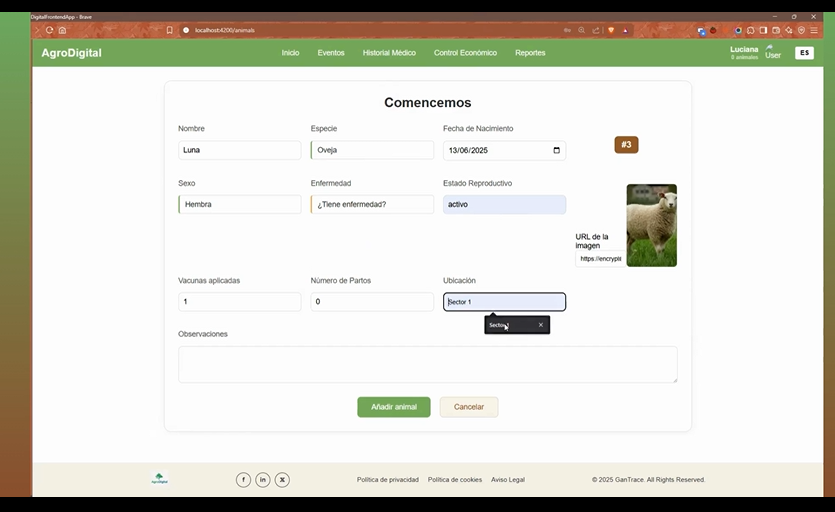 DigitalFrontendApp - Brave
localhost:4200/animals
AgroDigital
Inicio
Eventos
Historial Médico
Control Económico
Reportes
Luciana
6 animales
User
ES
Comencemos
Nombre
Especie
Fecha de Nacimiento
Luna
Oveja
13/06/2025
#3
Sexo
Enfermedad
Estado Reproductivo
Hembra
¿Tiene enfermedad?
activo
URL de la
imagen
https://encrypt
Vacunas aplicadas
Número de Partos
Ubicación
1
0
Sector 1
Sector 1
Observaciones
Añadir animal
Cancelar
AgroDigital
Política de privacidad
Política de cookies
Aviso Legal
© 2025 GanTrace. All Rights Reserved.